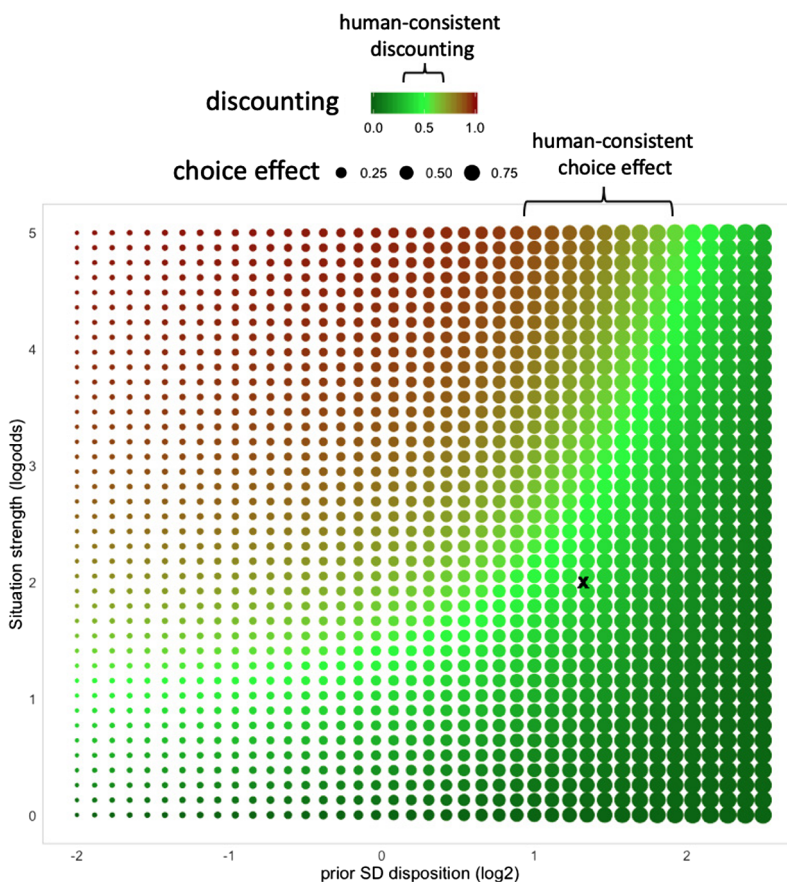 human-consistent
discounting
discounting
0.0 0.5 1.0
human-consistent
choice effect
choice effect 0.25 0.50 0.75
5
4
3
2
1
0
Situation strength (logodds)
x
-2 -1 0 1 2
prior SD disposition (log2)